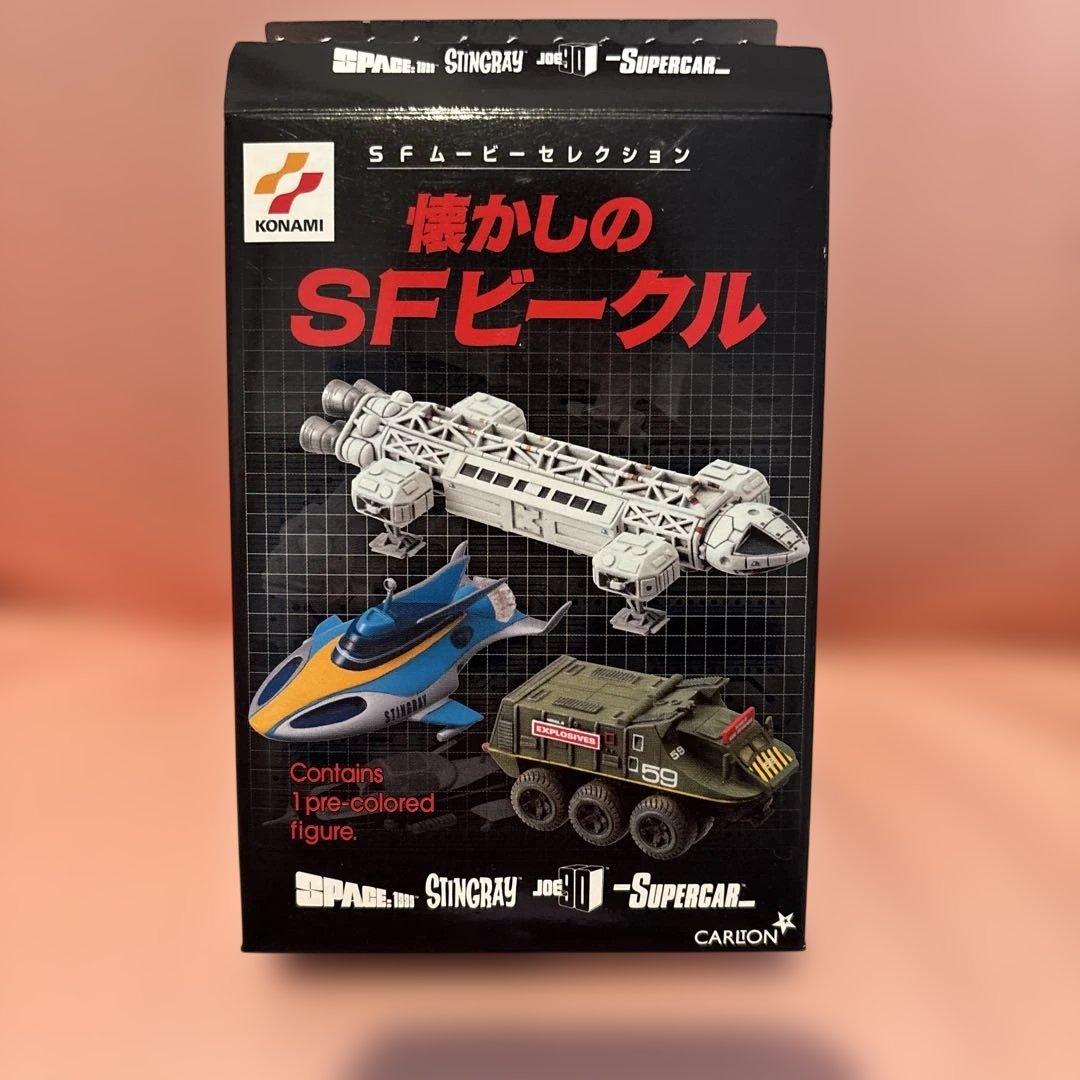 SPACE: 1999 STINGRAY JOE 90 SUPERCAR
SFムービーセレクション
KONAMI
懐かしの
SFビークル
STINGRAY
EXPLOSIVES
59
59
Contains
1 pre-colored
figure.
SPACE: 1999 STINGRAY JOE 90 SUPERCAR
CARLTON